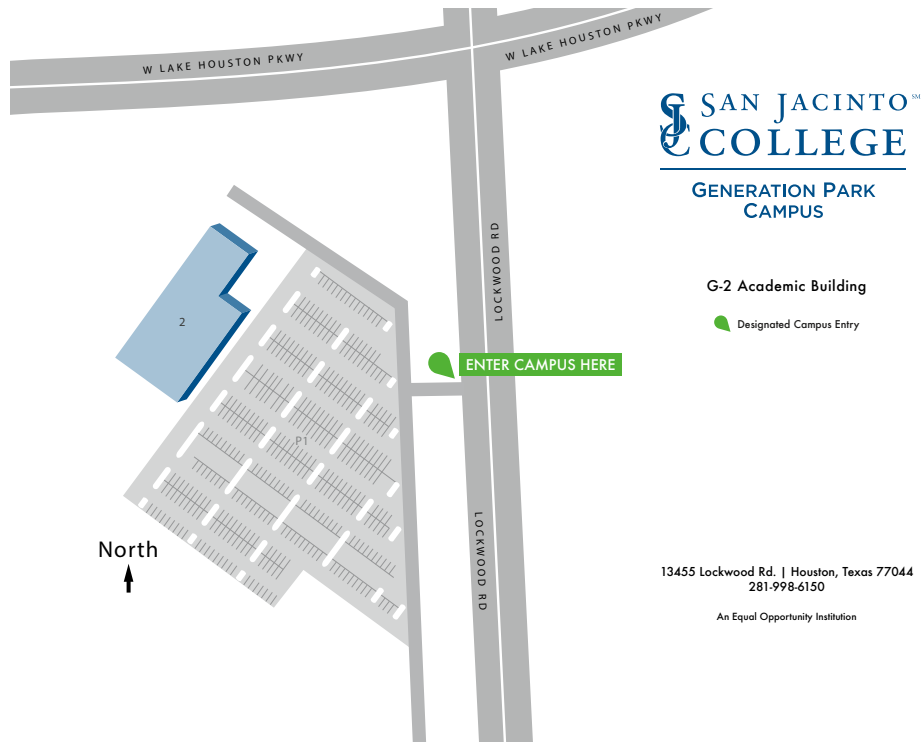 W LAKE HOUSTON PKWY
W LAKE HOUSTON PKWY
SAN JACINTO℠
COLLEGE
GENERATION PARK
CAMPUS
LOCKWOOD RD
G-2 Academic Building
2
Designated Campus Entry
ENTER CAMPUS HERE
P1
LOCKWOOD RD
North
13455 Lockwood Rd. | Houston, Texas 77044
281-998-6150
An Equal Opportunity Institution